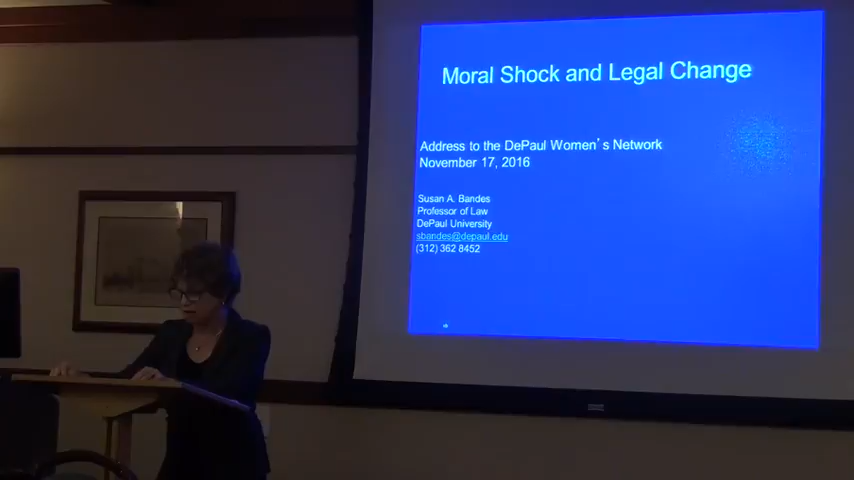 Moral Shock and Legal Change
Address to the DePaul Women's Network
November 17, 2016
Susan A. Bandes
Professor of Law
DePaul University
sbandes@depaul.edu
(312) 362 8452